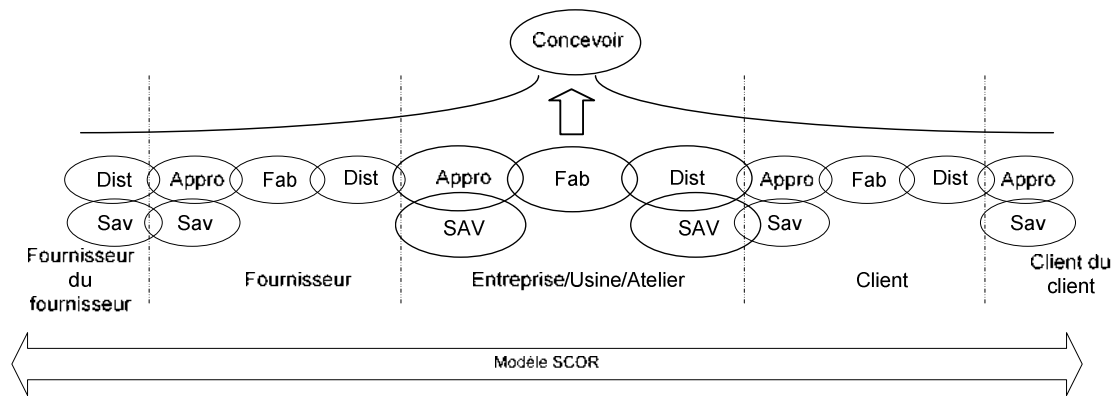 Concevoir
Dist Appro Fab Dist Appro Fab Dist Appro Fab Dist Appro
Sav Sav SAV SAV Sav Sav
Fournisseur
du
fournisseur
Fournisseur
Entreprise/Usine/Atelier
Client
Client du
client
Modèle SCOR